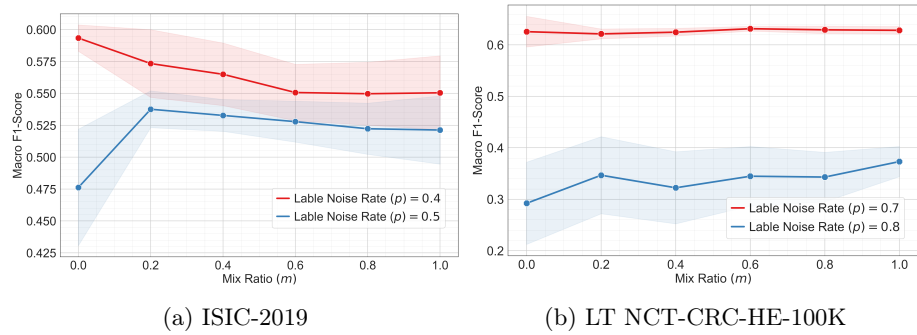 0.600
0.575
0.550
0.525
0.500
0.475
0.450
0.425
Macro F1-Score
0.0 0.2 0.4 0.6 0.8 1.0
Mix Ratio (m)
Lable Noise Rate (p) = 0.4
Lable Noise Rate (p) = 0.5
(a) ISIC-2019
0.6
0.5
0.4
0.3
0.2
Macro F1-Score
0.0 0.2 0.4 0.6 0.8 1.0
Mix Ratio (m)
Lable Noise Rate (p) = 0.7
Lable Noise Rate (p) = 0.8
(b) LT NCT-CRC-HE-100K